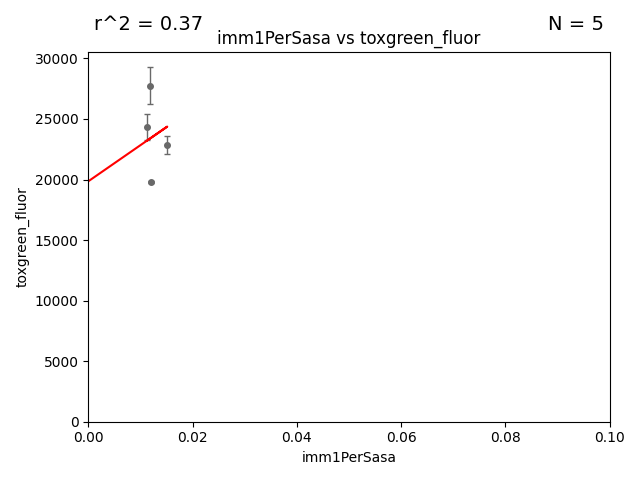 r^2 = 0.37
N = 5
imm1PerSasa vs toxgreen_fluor
30000
25000
20000
15000
10000
5000
0
toxgreen_fluor
0.00 0.02 0.04 0.06 0.08 0.10
imm1PerSasa